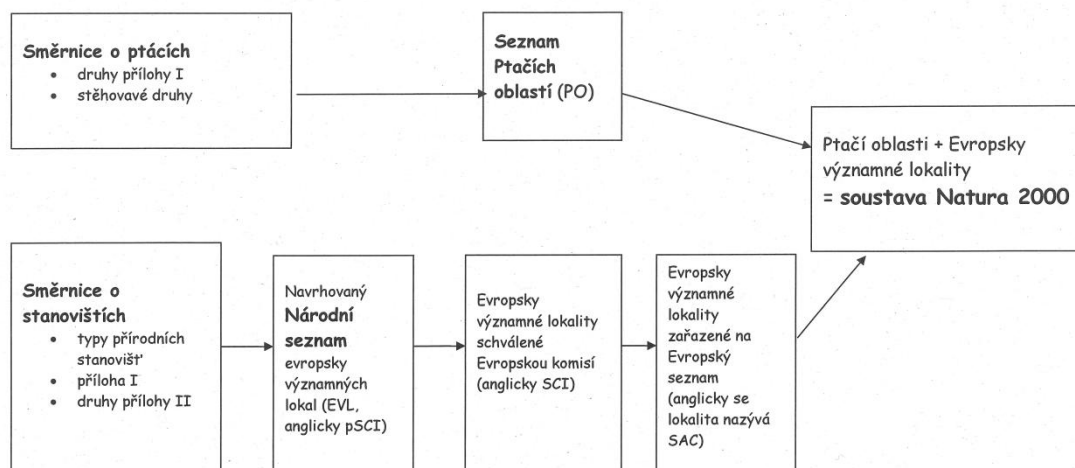 Směrnice o ptácích
• druhy přílohy I
• stěhovavé druhy
Seznam
Ptačích
oblastí (PO)
Ptačí oblasti + Evropsky
významné lokality
= soustava Natura 2000
Směrnice o
stanovištích
• typy přírodních
stanovišť
• příloha I
• druhy přílohy II
Navrhovaný
Národní
seznam
evropsky
významných
lokal (EVL,
anglicky pSCI)
Evropsky
významné lokality
schválené
Evropskou komisí
(anglicky SCI)
Evropsky
významné
lokality
zařazené na
Evropský
seznam
(anglicky se
lokalita nazývá
SAC)